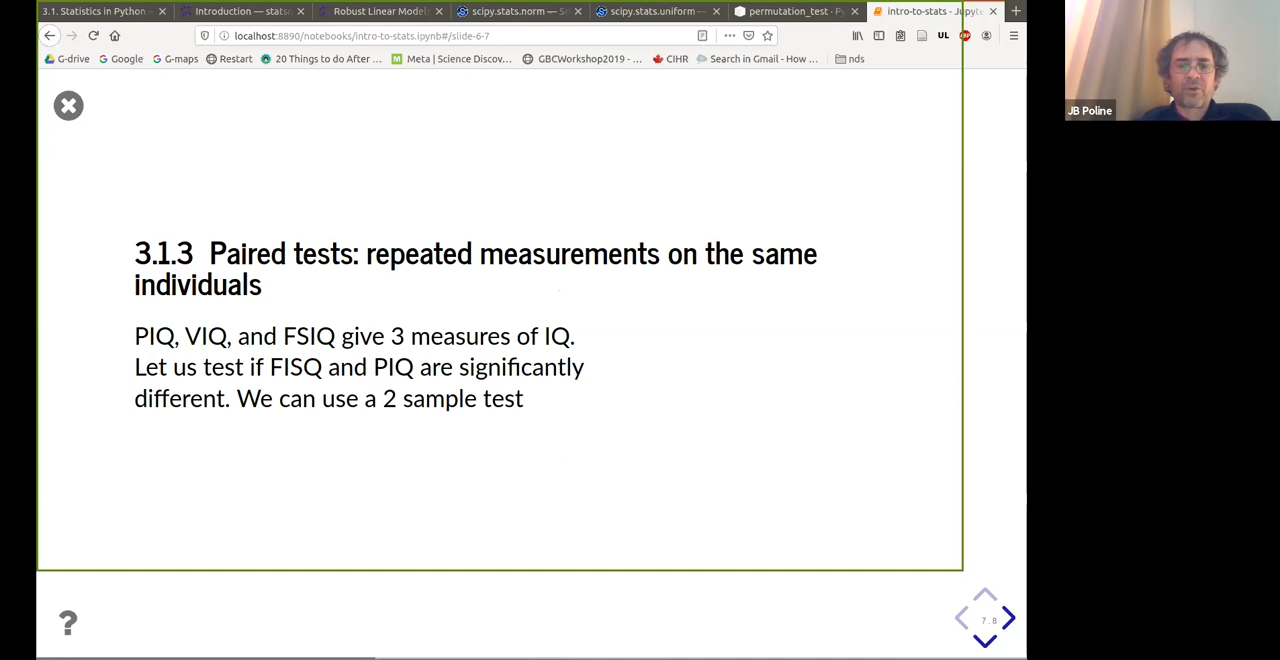 3.1. Statistics in Python -
Introduction — stats
Robust Linear Model
scipy.stats.norm — Sc
scipy.stats.uniform —
permutation_test · Py
intro-to-stats - Jupyte
localhost:8890/notebooks/intro-to-stats.ipynb#/slide-6-7
UL
G-drive
Google
G-maps
Restart
20 Things to do After ...
Meta | Science Discov...
GBCWorkshop2019 - ...
CIHR
Search in Gmail - How ...
nds
JB Poline
3.1.3 Paired tests: repeated measurements on the same
individuals
PIQ, VIQ, and FSIQ give 3 measures of IQ.
Let us test if FISQ and PIQ are significantly
different. We can use a 2 sample test
?
7.8